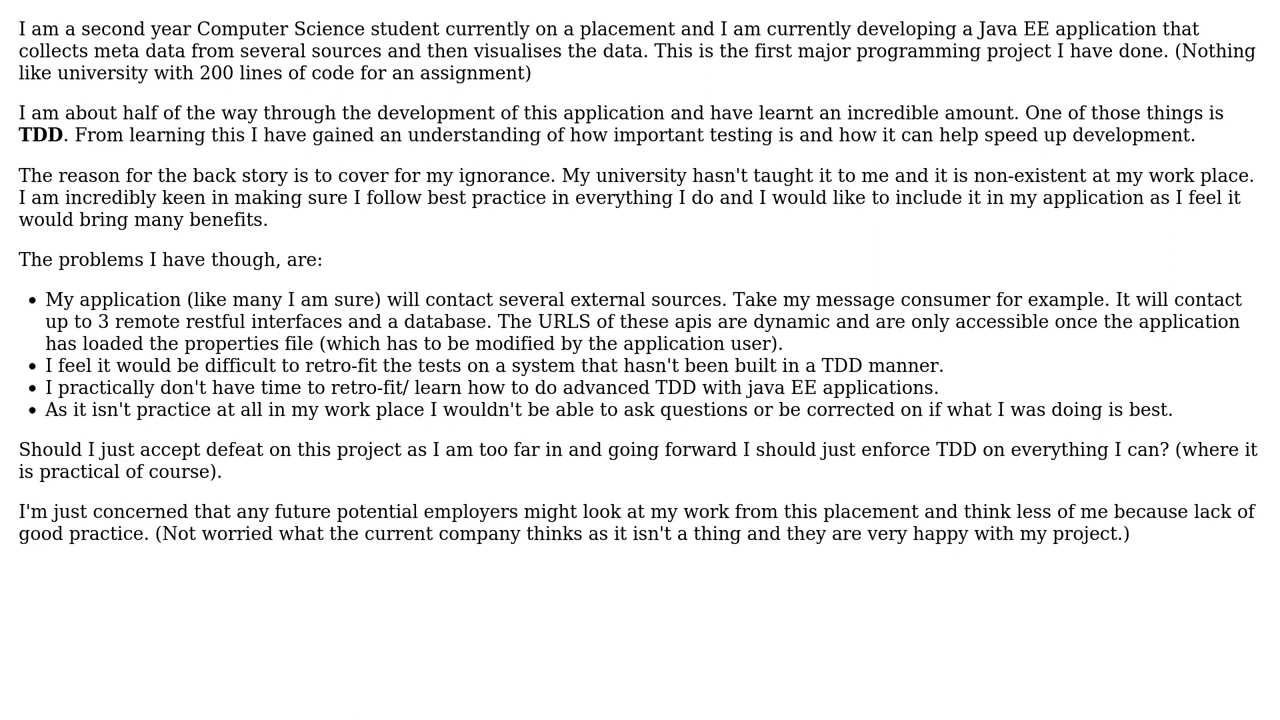 I am a second year Computer Science student currently on a placement and I am currently developing a Java EE application that
collects meta data from several sources and then visualises the data. This is the first major programming project I have done. (Nothing
like university with 200 lines of code for an assignment)
I am about half of the way through the development of this application and have learnt an incredible amount. One of those things is
TDD. From learning this I have gained an understanding of how important testing is and how it can help speed up development.
The reason for the back story is to cover for my ignorance. My university hasn't taught it to me and it is non-existent at my work place.
I am incredibly keen in making sure I follow best practice in everything I do and I would like to include it in my application as I feel it
would bring many benefits.
The problems I have though, are:
• My application (like many I am sure) will contact several external sources. Take my message consumer for example. It will contact
up to 3 remote restful interfaces and a database. The URLS of these apis are dynamic and are only accessible once the application
has loaded the properties file (which has to be modified by the application user).
• I feel it would be difficult to retro-fit the tests on a system that hasn't been built in a TDD manner.
• I practically don't have time to retro-fit/ learn how to do advanced TDD with java EE applications.
• As it isn't practice at all in my work place I wouldn't be able to ask questions or be corrected on if what I was doing is best.
Should I just accept defeat on this project as I am too far in and going forward I should just enforce TDD on everything I can? (where it
is practical of course).
I'm just concerned that any future potential employers might look at my work from this placement and think less of me because lack of
good practice. (Not worried what the current company thinks as it isn't a thing and they are very happy with my project.)